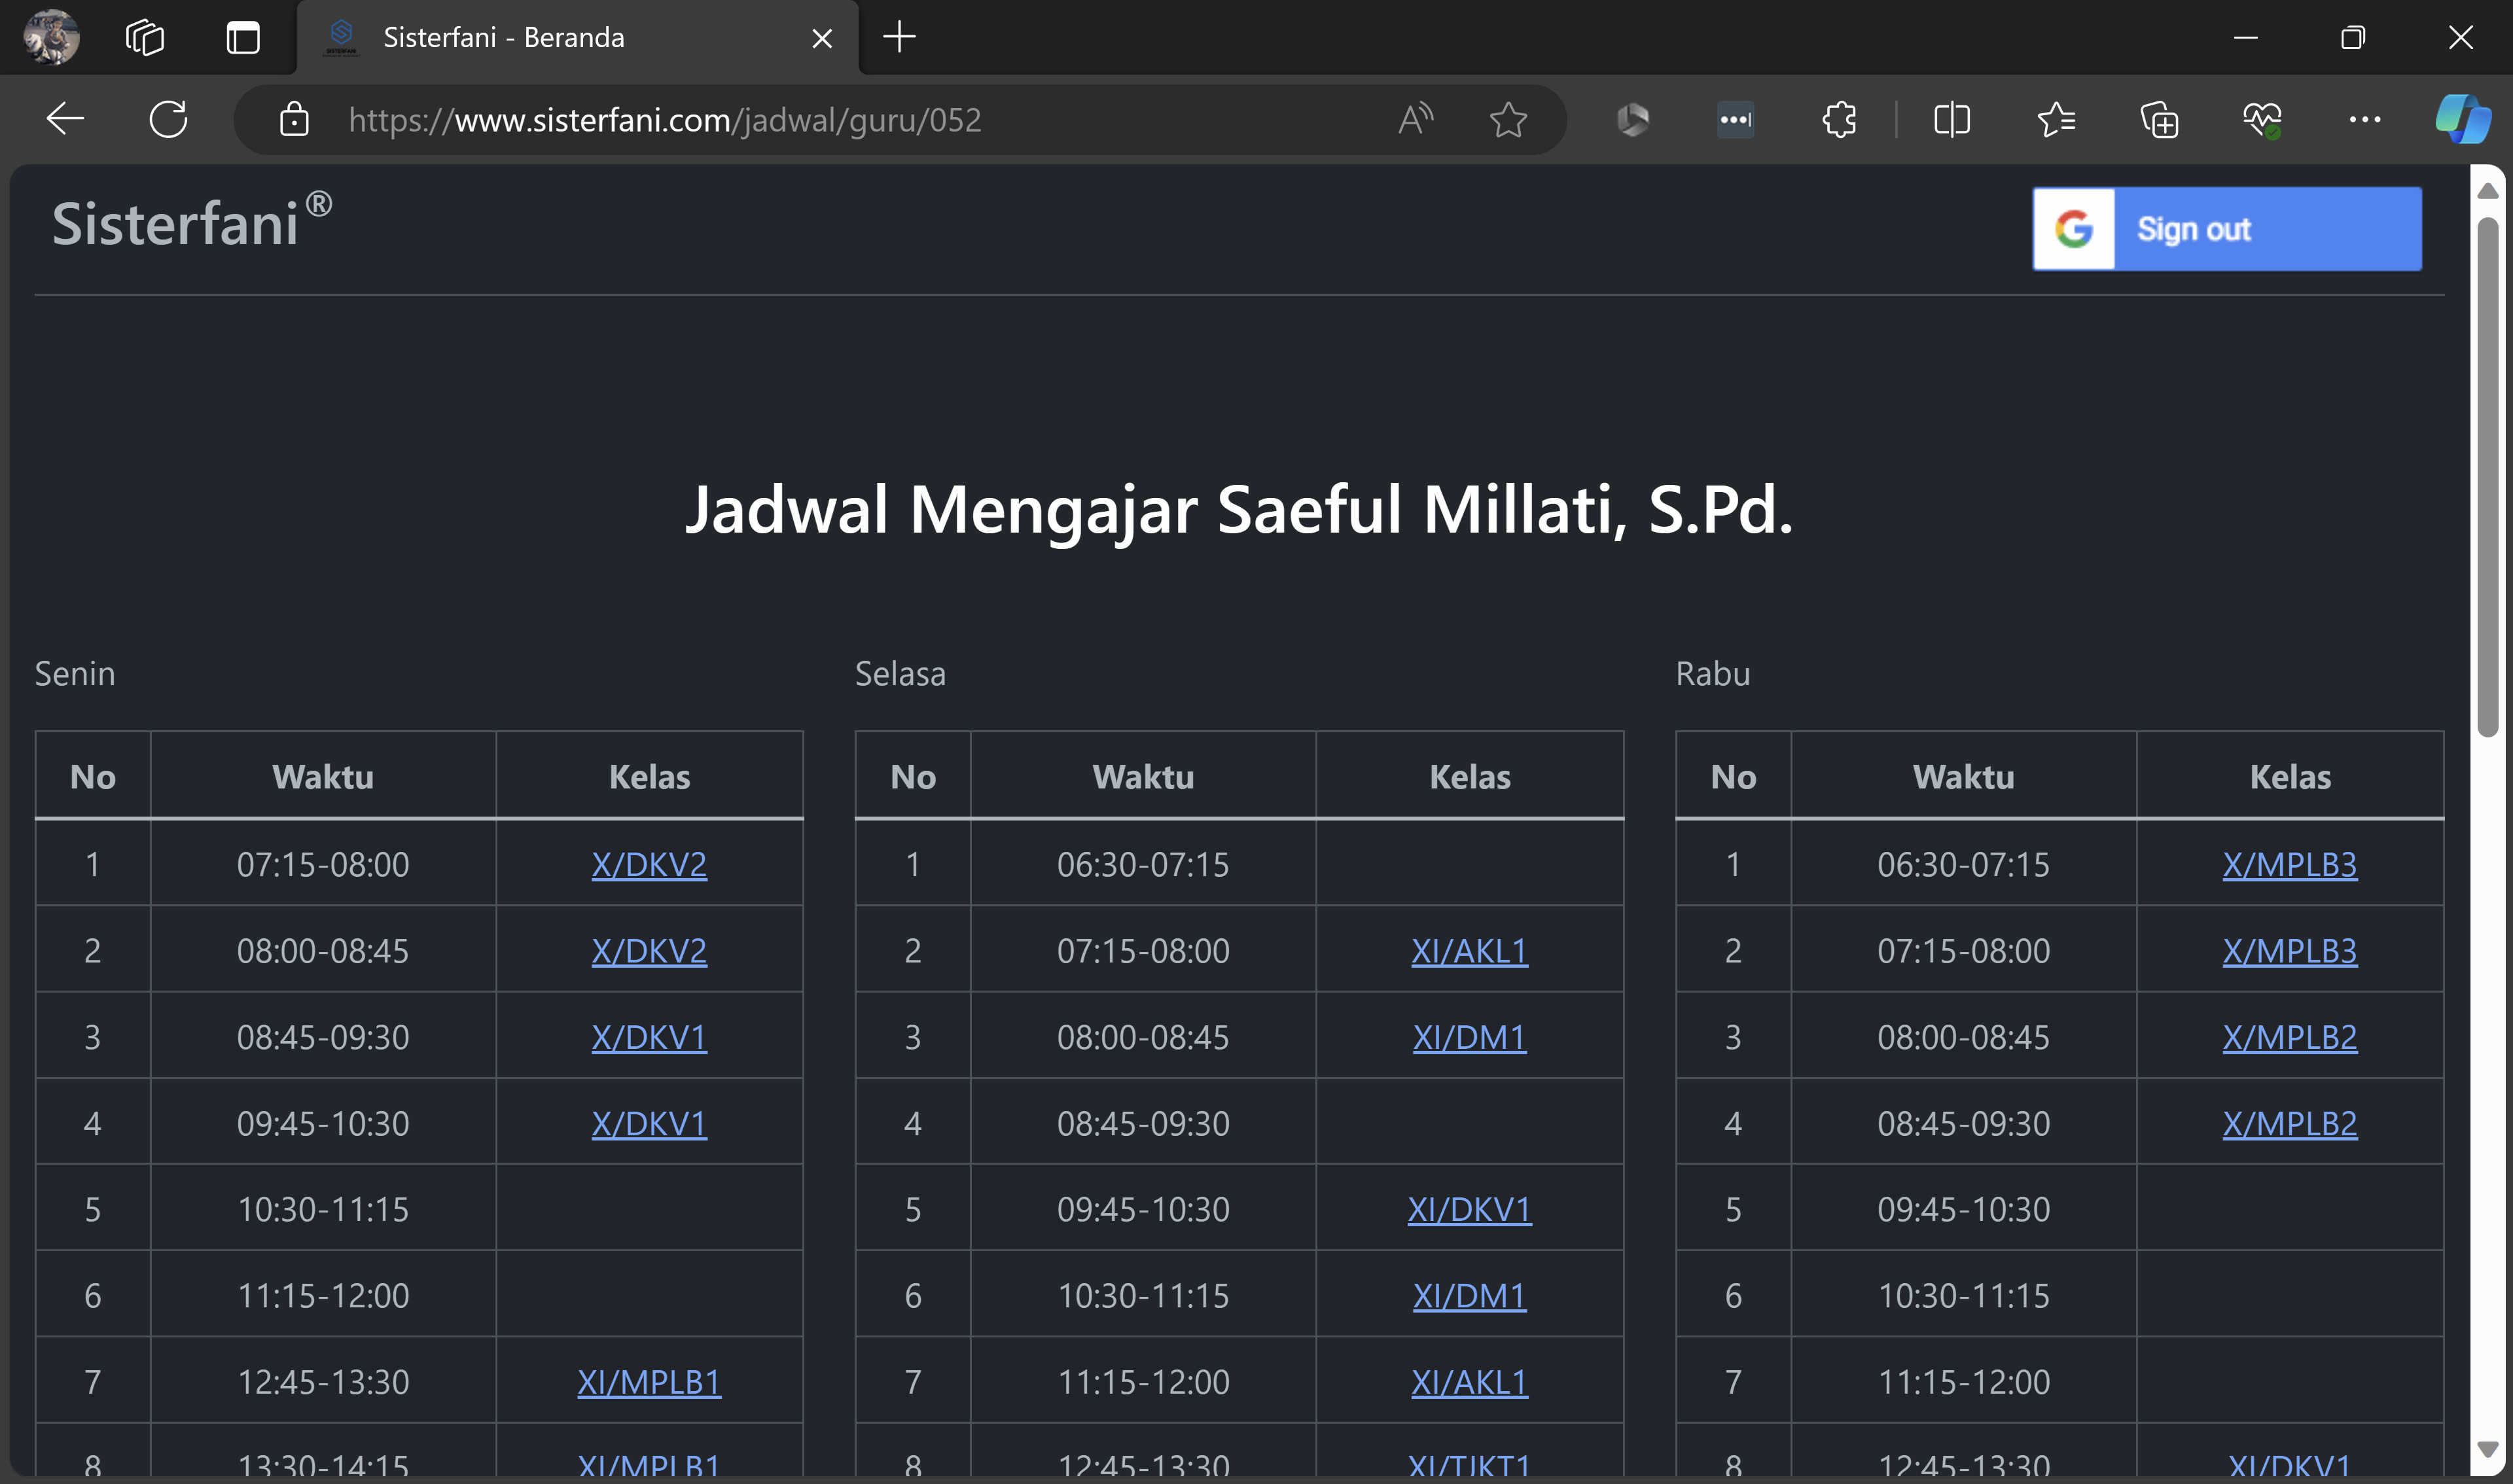 Sisterfani - Beranda
https://www.sisterfani.com/jadwal/guru/052
Sisterfani®
Sign out
Jadwal Mengajar Saeful Millati, S.Pd.
Senin
No Waktu Kelas
1 07:15-08:00 X/DKV2
2 08:00-08:45 X/DKV2
3 08:45-09:30 X/DKV1
4 09:45-10:30 X/DKV1
5 10:30-11:15
6 11:15-12:00
7 12:45-13:30 XI/MPLB1
8 13:30-14:15 XI/MPLB1
Selasa
No Waktu Kelas
1 06:30-07:15
2 07:15-08:00 XI/AKL1
3 08:00-08:45 XI/DM1
4 08:45-09:30
5 09:45-10:30 XI/DKV1
6 10:30-11:15 XI/DM1
7 11:15-12:00 XI/AKL1
8 12:45-13:30 XI/TJKT1
Rabu
No Waktu Kelas
1 06:30-07:15 X/MPLB3
2 07:15-08:00 X/MPLB3
3 08:00-08:45 X/MPLB2
4 08:45-09:30 X/MPLB2
5 09:45-10:30
6 10:30-11:15
7 11:15-12:00
8 12:45-13:30 XI/DKV1